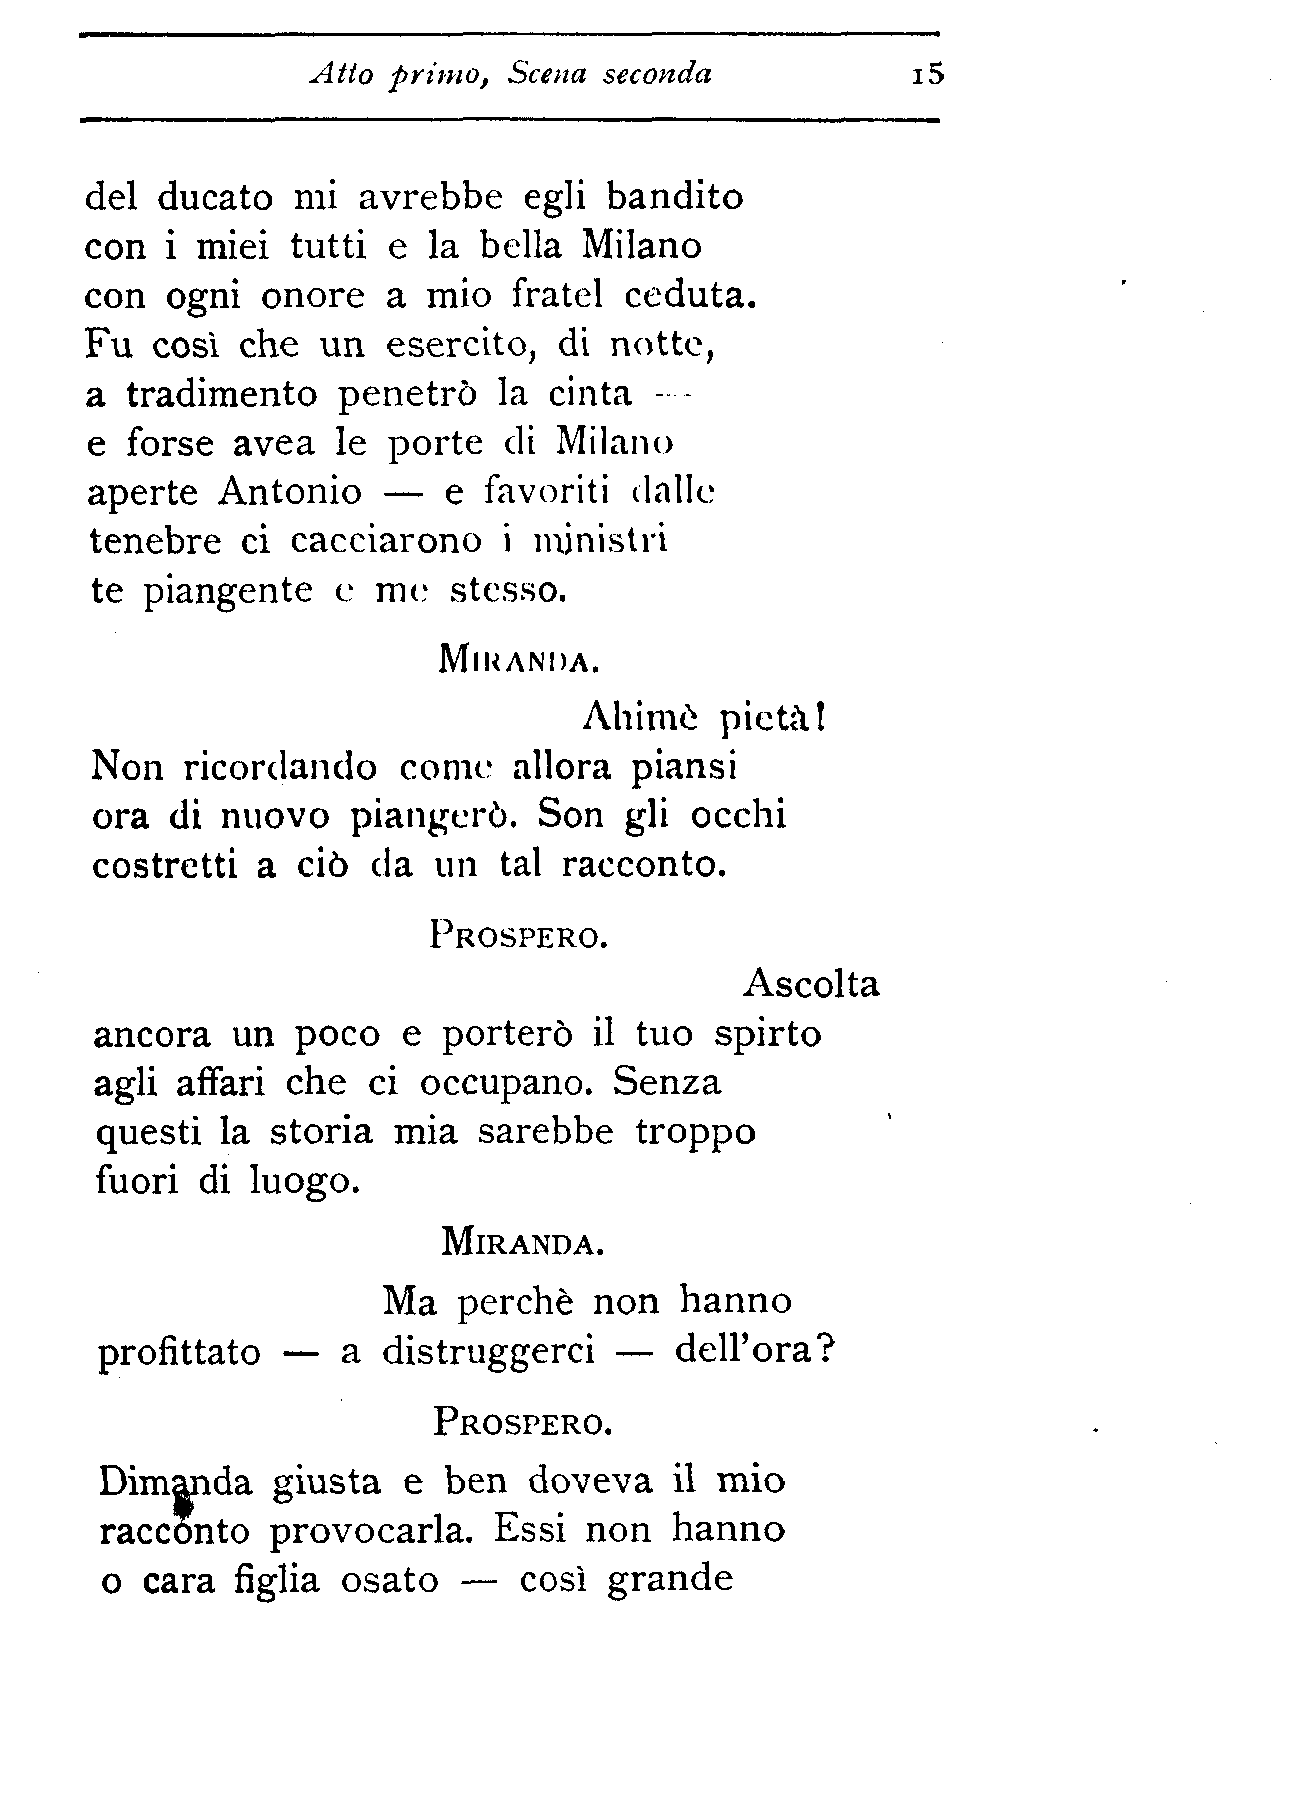 Atto primo, Scena seconda 15
del ducato mi avrebbe egli bandito
con i miei tutti e la bella Milano
con ogni onore a mio fratel ceduta.
Fu così che un esercito, di notte,
a tradimento penetrò la cinta —
e forse avea le porte di Milano
aperte Antonio — e favoriti dalle
tenebre ci cacciarono i ministri
te piangente e me stesso.
MIRANDA.
Ahimè pietà!
Non ricordando come allora piansi
ora di nuovo piangerò. Son gli occhi
costretti a ciò da un tal racconto.
PROSPERO.
Ascolta
ancora un poco e porterò il tuo spirto
agli affari che ci occupano. Senza
questi la storia mia sarebbe troppo
fuori di luogo.
MIRANDA.
Ma perchè non hanno
profittato — a distruggerci — dell'ora?
PROSPERO.
Dimanda giusta e ben doveva il mio
racconto provocarla. Essi non hanno
o cara figlia osato — così grande